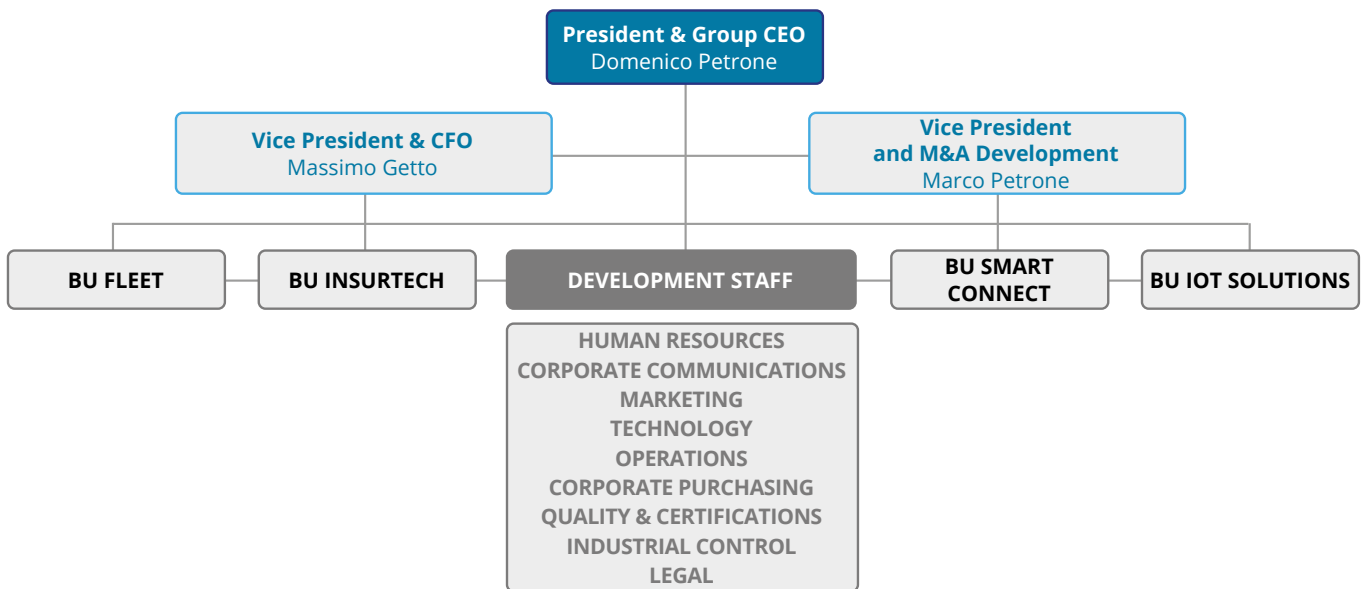 President & Group CEO
Domenico Petrone
Vice President & CFO
Massimo Getto
Vice President
and M&A Development
Marco Petrone
BU FLEET
BU INSURTECH
DEVELOPMENT STAFF
BU SMART
CONNECT
BU IOT SOLUTIONS
HUMAN RESOURCES
CORPORATE COMMUNICATIONS
MARKETING
TECHNOLOGY
OPERATIONS
CORPORATE PURCHASING
QUALITY & CERTIFICATIONS
INDUSTRIAL CONTROL
LEGAL